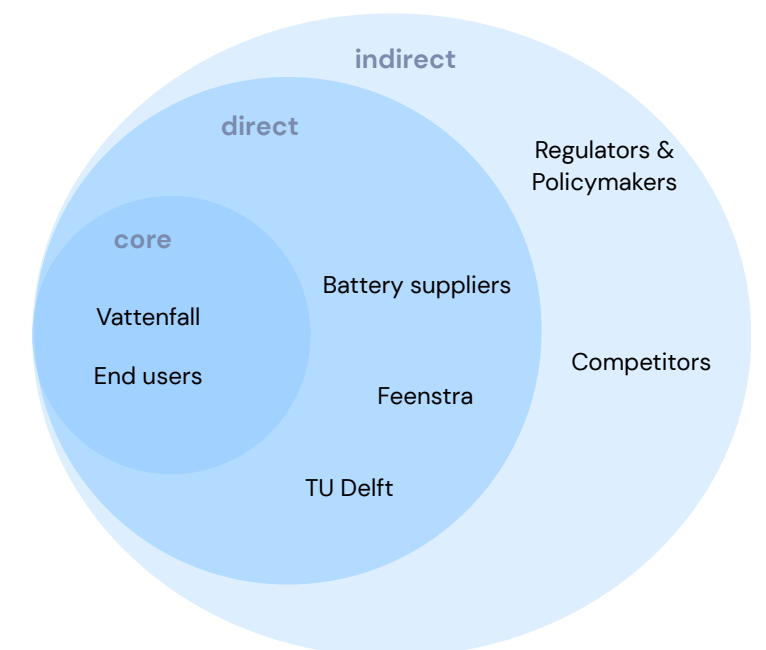 indirect
direct
Regulators &
Policymakers
core
Battery suppliers
Vattenfall
Competitors
End users
Feenstra
TU Delft